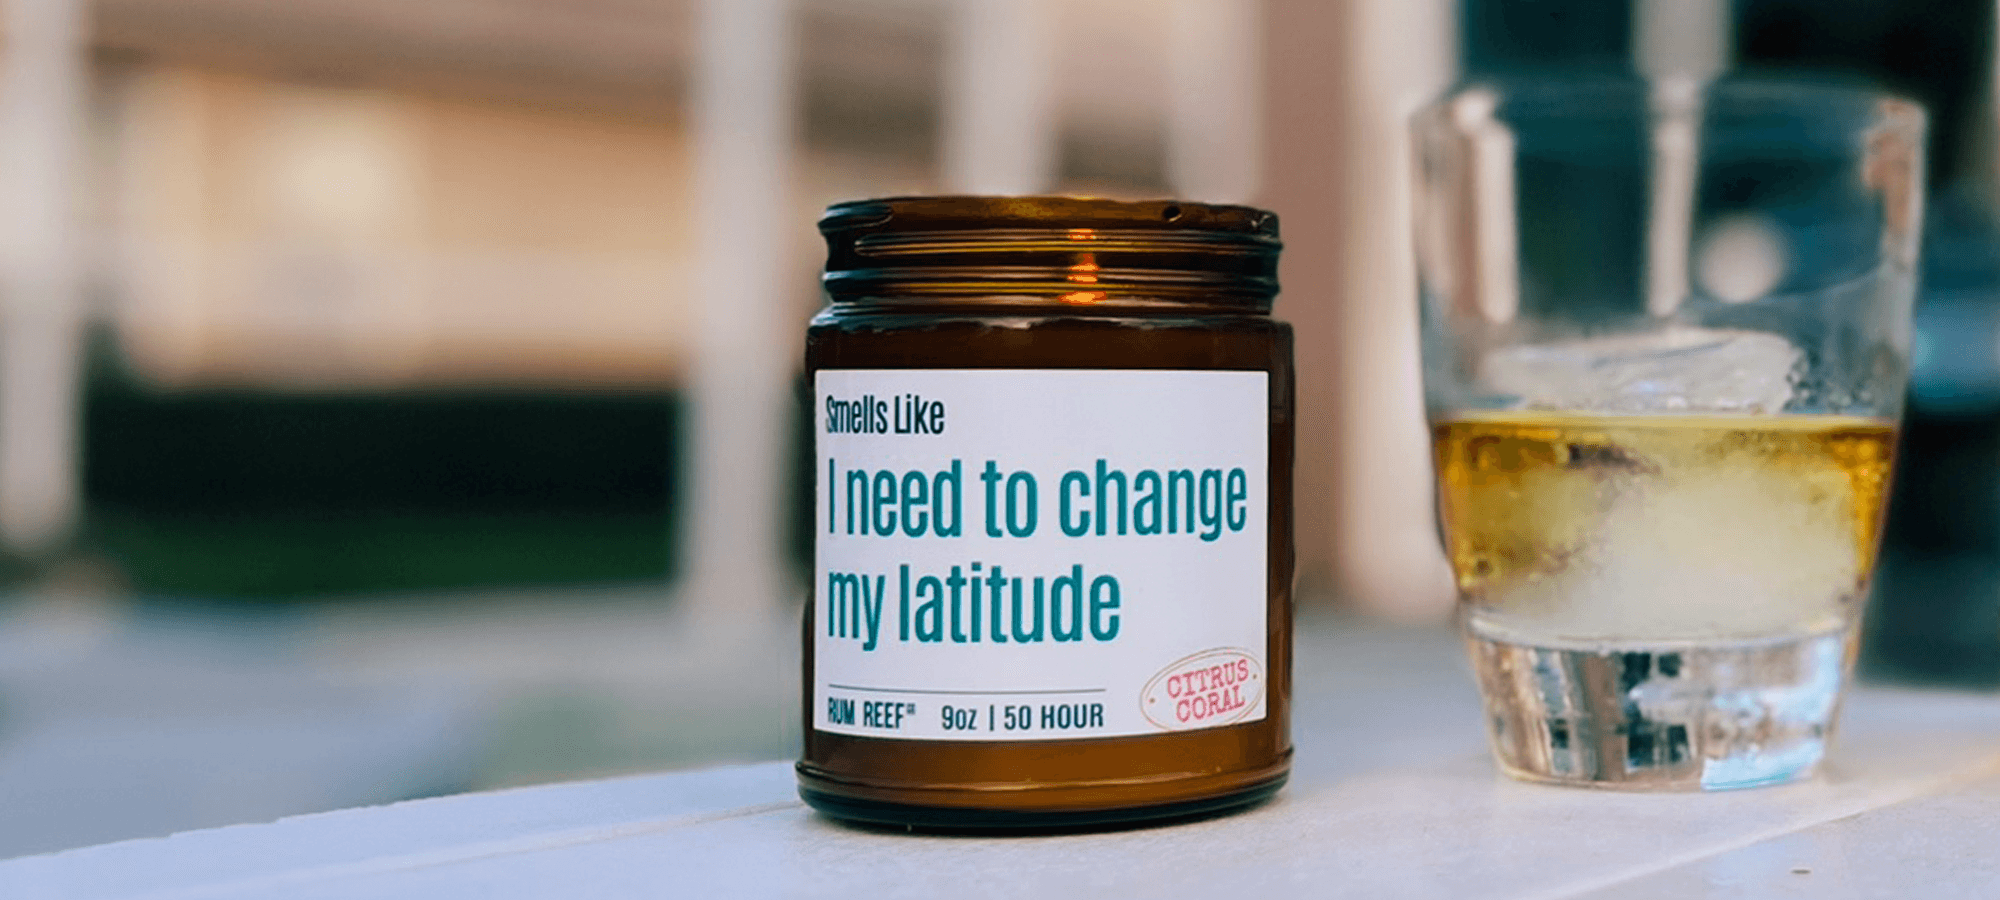 Smells Like
I need to change
my latitude
RUM REEF 9oz | 50 HOUR
CITRUS
CORAL